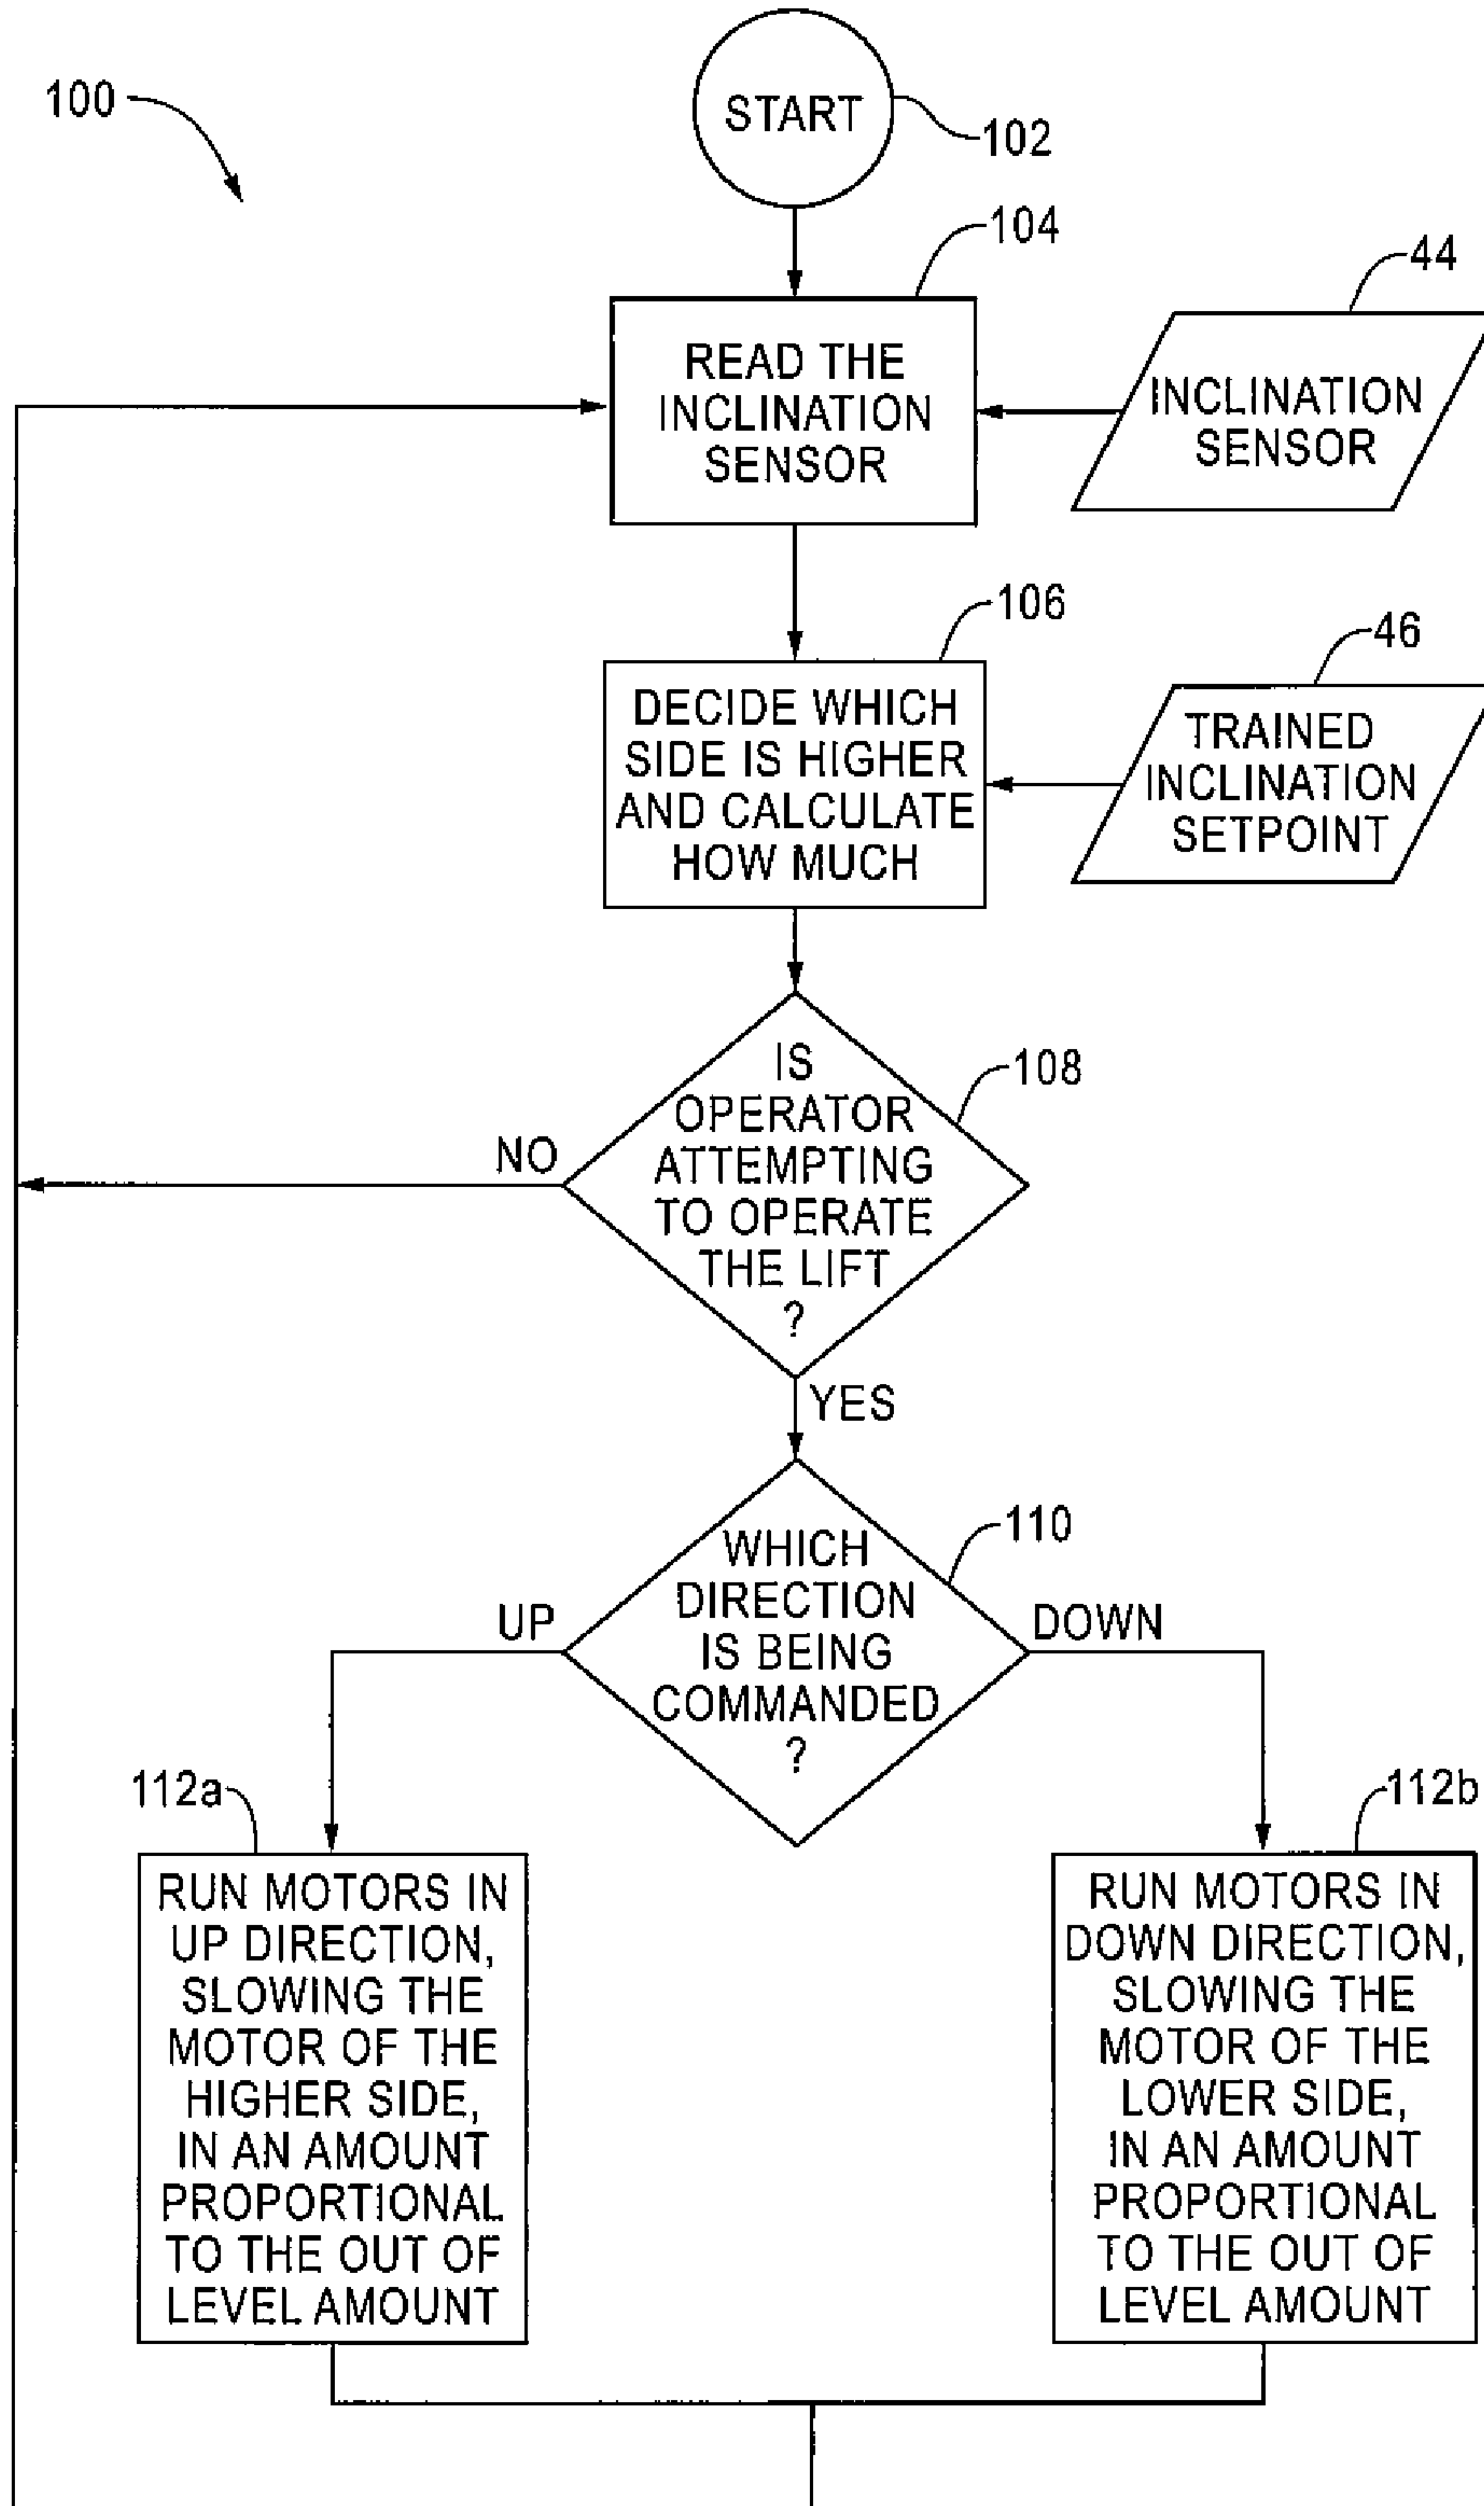 100
START
102
104
READ THE
INCLINATION
SENSOR
44
INCLINATION
SENSOR
106
DECIDE WHICH
SIDE IS HIGHER
AND CALCULATE
HOW MUCH
46
TRAINED
INCLINATION
SETPOINT
108
IS
OPERATOR
ATTEMPTING
TO OPERATE
THE LIFT
?
NO
YES
110
WHICH
DIRECTION
IS BEING
COMMANDED
?
UP
DOWN
112a
RUN MOTORS IN
UP DIRECTION,
SLOWING THE
MOTOR OF THE
HIGHER SIDE,
IN AN AMOUNT
PROPORTIONAL
TO THE OUT OF
LEVEL AMOUNT
112b
RUN MOTORS IN
DOWN DIRECTION,
SLOWING THE
MOTOR OF THE
LOWER SIDE,
IN AN AMOUNT
PROPORTIONAL
TO THE OUT OF
LEVEL AMOUNT